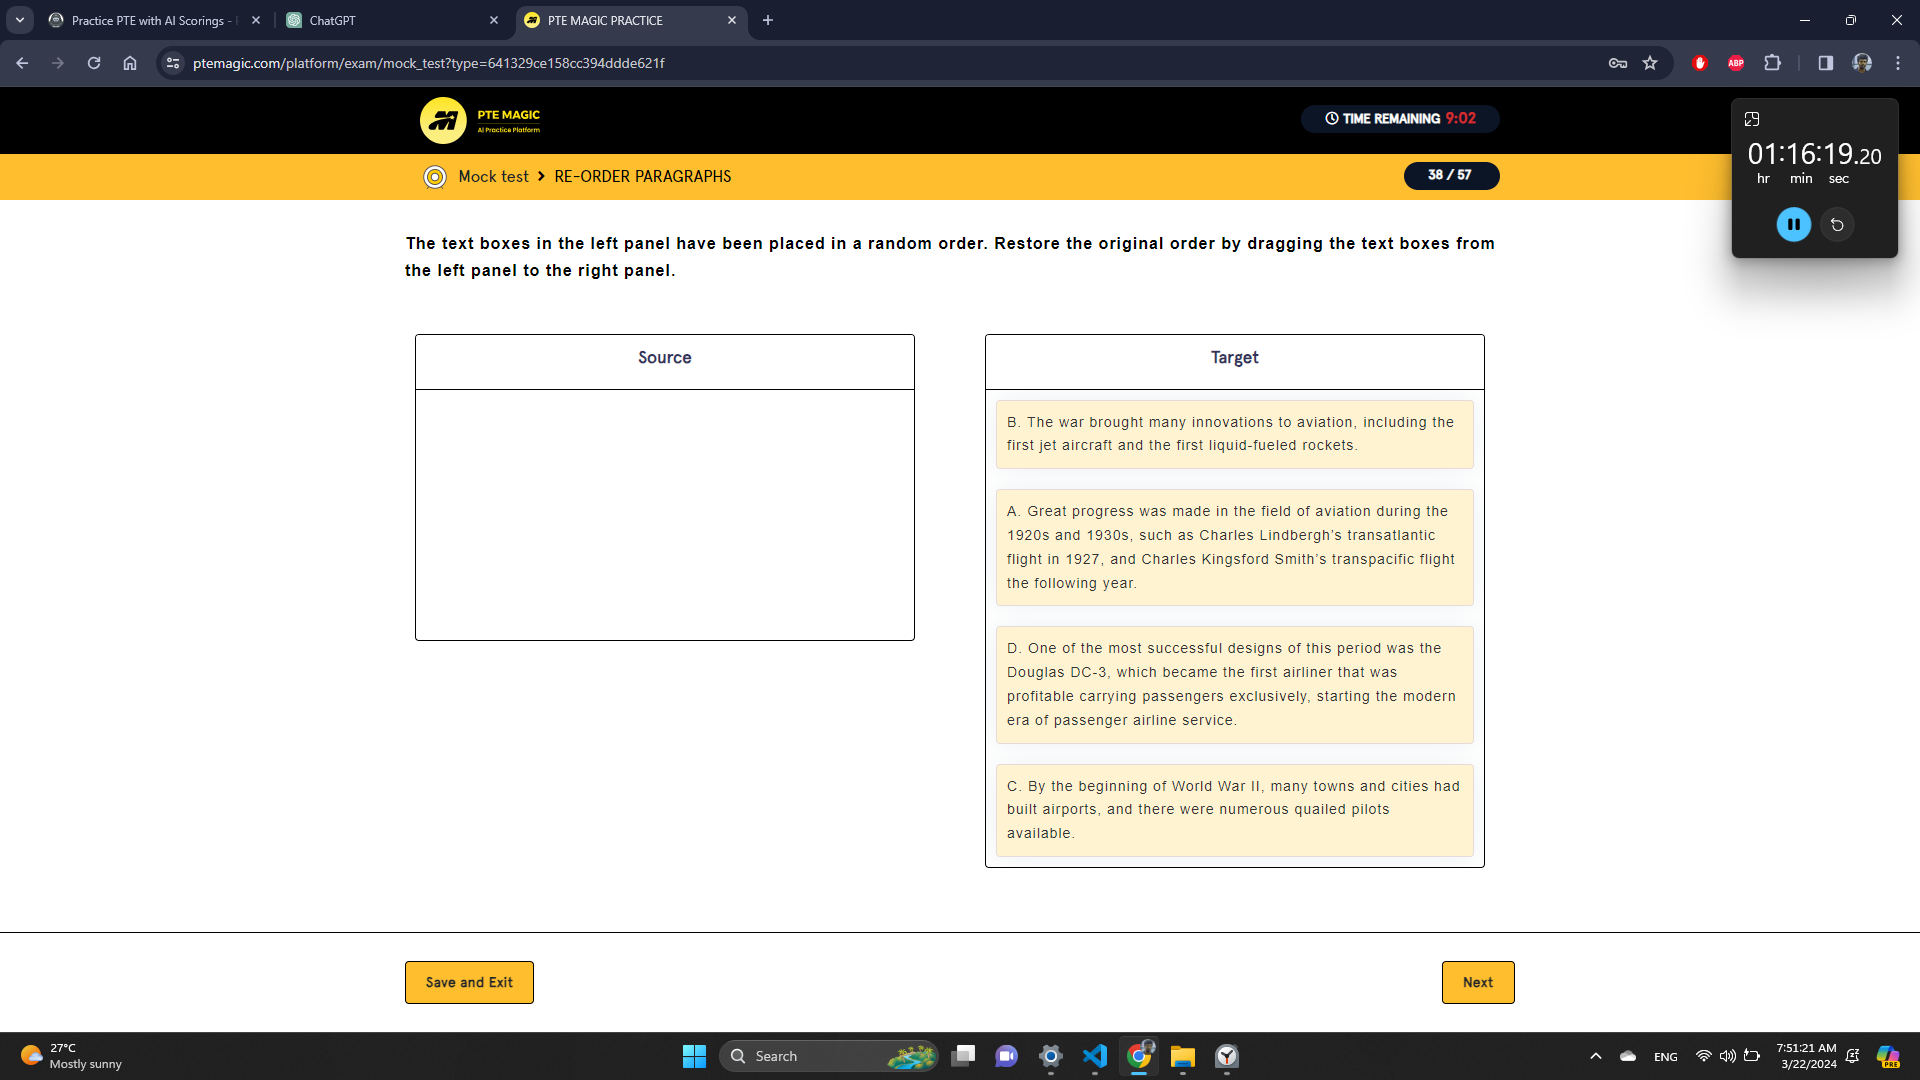 Practice PTE with AI Scorings -
ChatGPT
PTE MAGIC PRACTICE
ptemagic.com/platform/exam/mock_test?type=641329ce158cc394ddde621f
ABP
PTE MAGIC
AI Practice Platform
TIME REMAINING 9:02
01:16:19.20
hr min sec
Mock test > RE-ORDER PARAGRAPHS
38 / 57
The text boxes in the left panel have been placed in a random order. Restore the original order by dragging the text boxes from
the left panel to the right panel.
Source
Target
B. The war brought many innovations to aviation, including the
first jet aircraft and the first liquid-fueled rockets.
A. Great progress was made in the field of aviation during the
1920s and 1930s, such as Charles Lindbergh's transatlantic
flight in 1927, and Charles Kingsford Smith's transpacific flight
the following year.
D. One of the most successful designs of this period was the
Douglas DC-3, which became the first airliner that was
profitable carrying passengers exclusively, starting the modern
era of passenger airline service.
C. By the beginning of World War II, many towns and cities had
built airports, and there were numerous quailed pilots
available.
Save and Exit
Next
27°C
Mostly sunny
Search
ENG
7:51:21 AM
3/22/2024
PRE